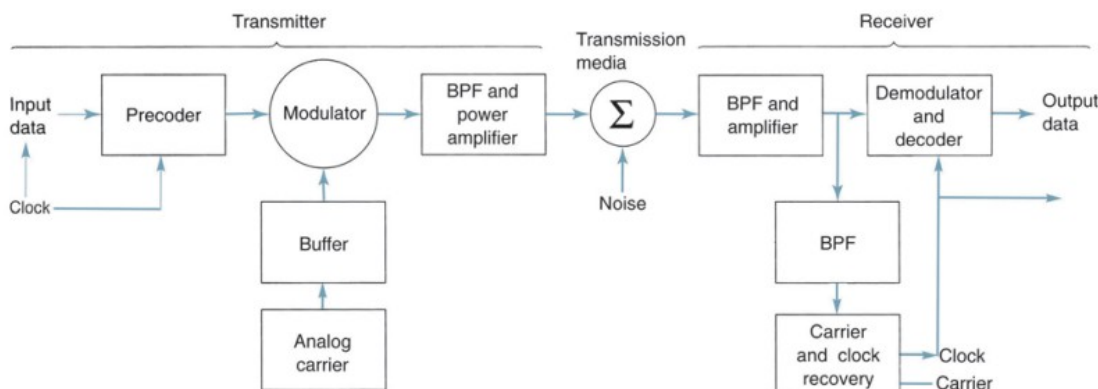 Transmitter
Receiver
Transmission
media
Input
data
Precoder
Modulator
BPF and
power
amplifier
Σ
BPF and
amplifier
Demodulator
and
decoder
Output
data
Clock
Noise
Buffer
BPF
Analog
carrier
Carrier
and clock
recovery
Clock
Carrier